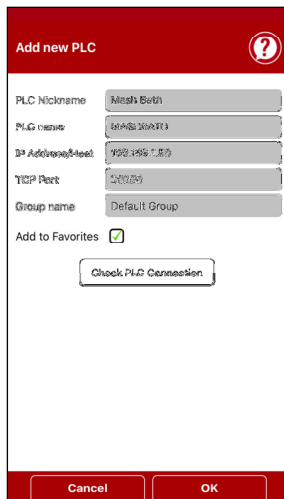 Add new PLC
PLC Nickname Mash Bath
PLC name
IP Address/Host
TCP Port
Group name Default Group
Add to Favorites
Check PLC Connection
Cancel OK